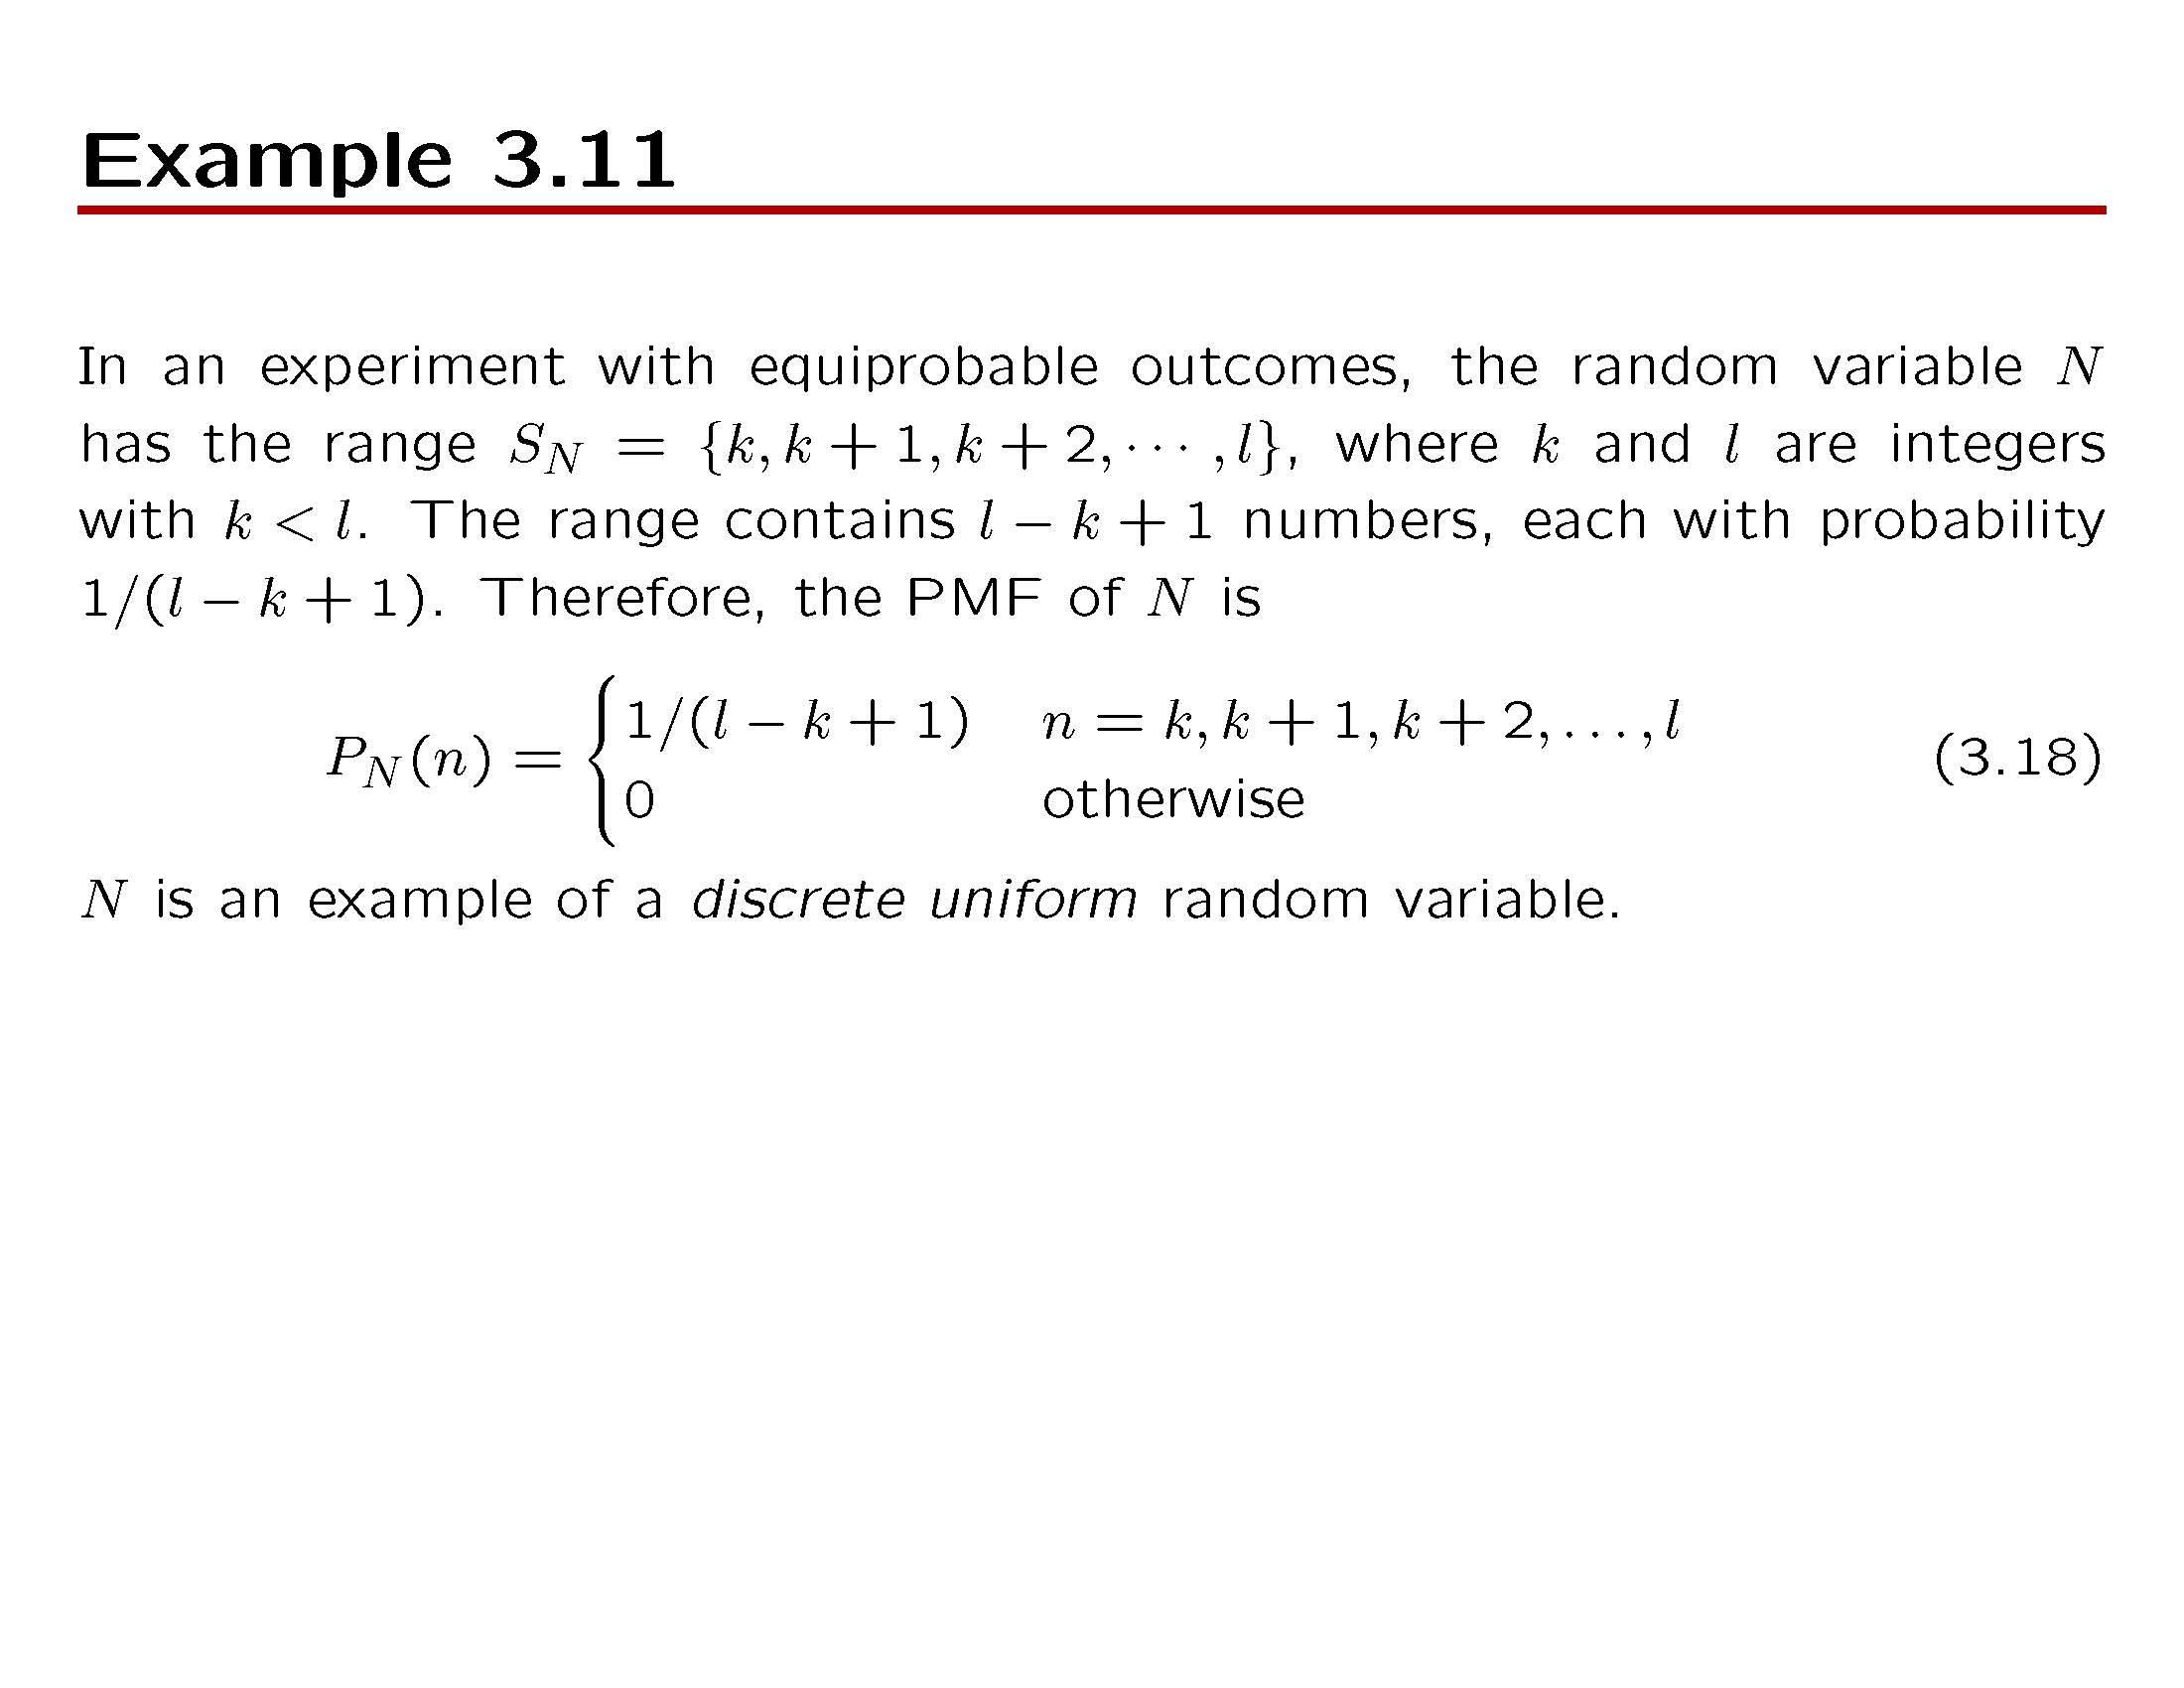 Example 3.11
In an experiment with equiprobable outcomes, the random variable N
has the range S_N = {k, k + 1, k + 2, · · · , l}, where k and l are integers
with k < l. The range contains l − k + 1 numbers, each with probability
1/(l − k + 1). Therefore, the PMF of N is
P_N(n) = { 1/(l − k + 1) n = k, k + 1, k + 2, . . . , l
0 otherwise (3.18)
N is an example of a discrete uniform random variable.